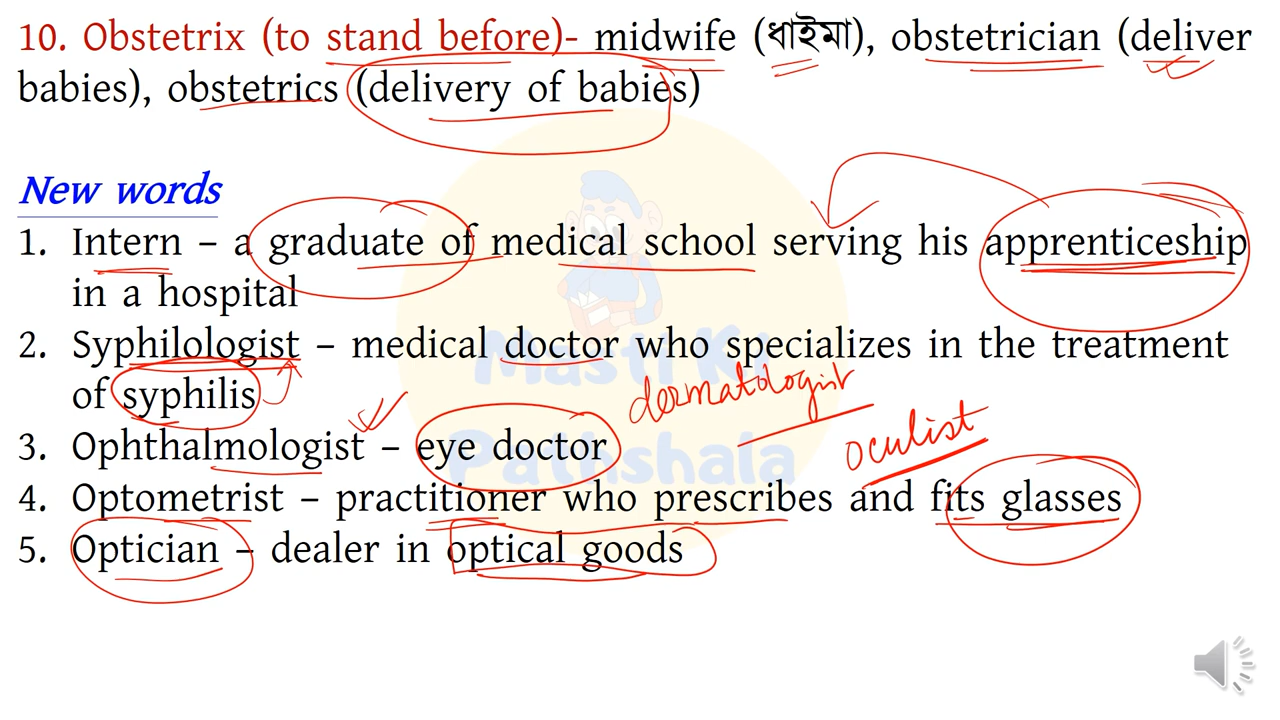 10. Obstetrix (to stand before)- midwife (ধাইমা), obstetrician (deliver
babies), obstetrics (delivery of babies)
New words
1. Intern – a graduate of medical school serving his apprenticeship
in a hospital
2. Syphilologist – medical doctor who specializes in the treatment
of syphilis
dermatologist
3. Ophthalmologist – eye doctor
oculist
4. Optometrist – practitioner who prescribes and fits glasses
5. Optician – dealer in optical goods
Masti Ki
Pathshala